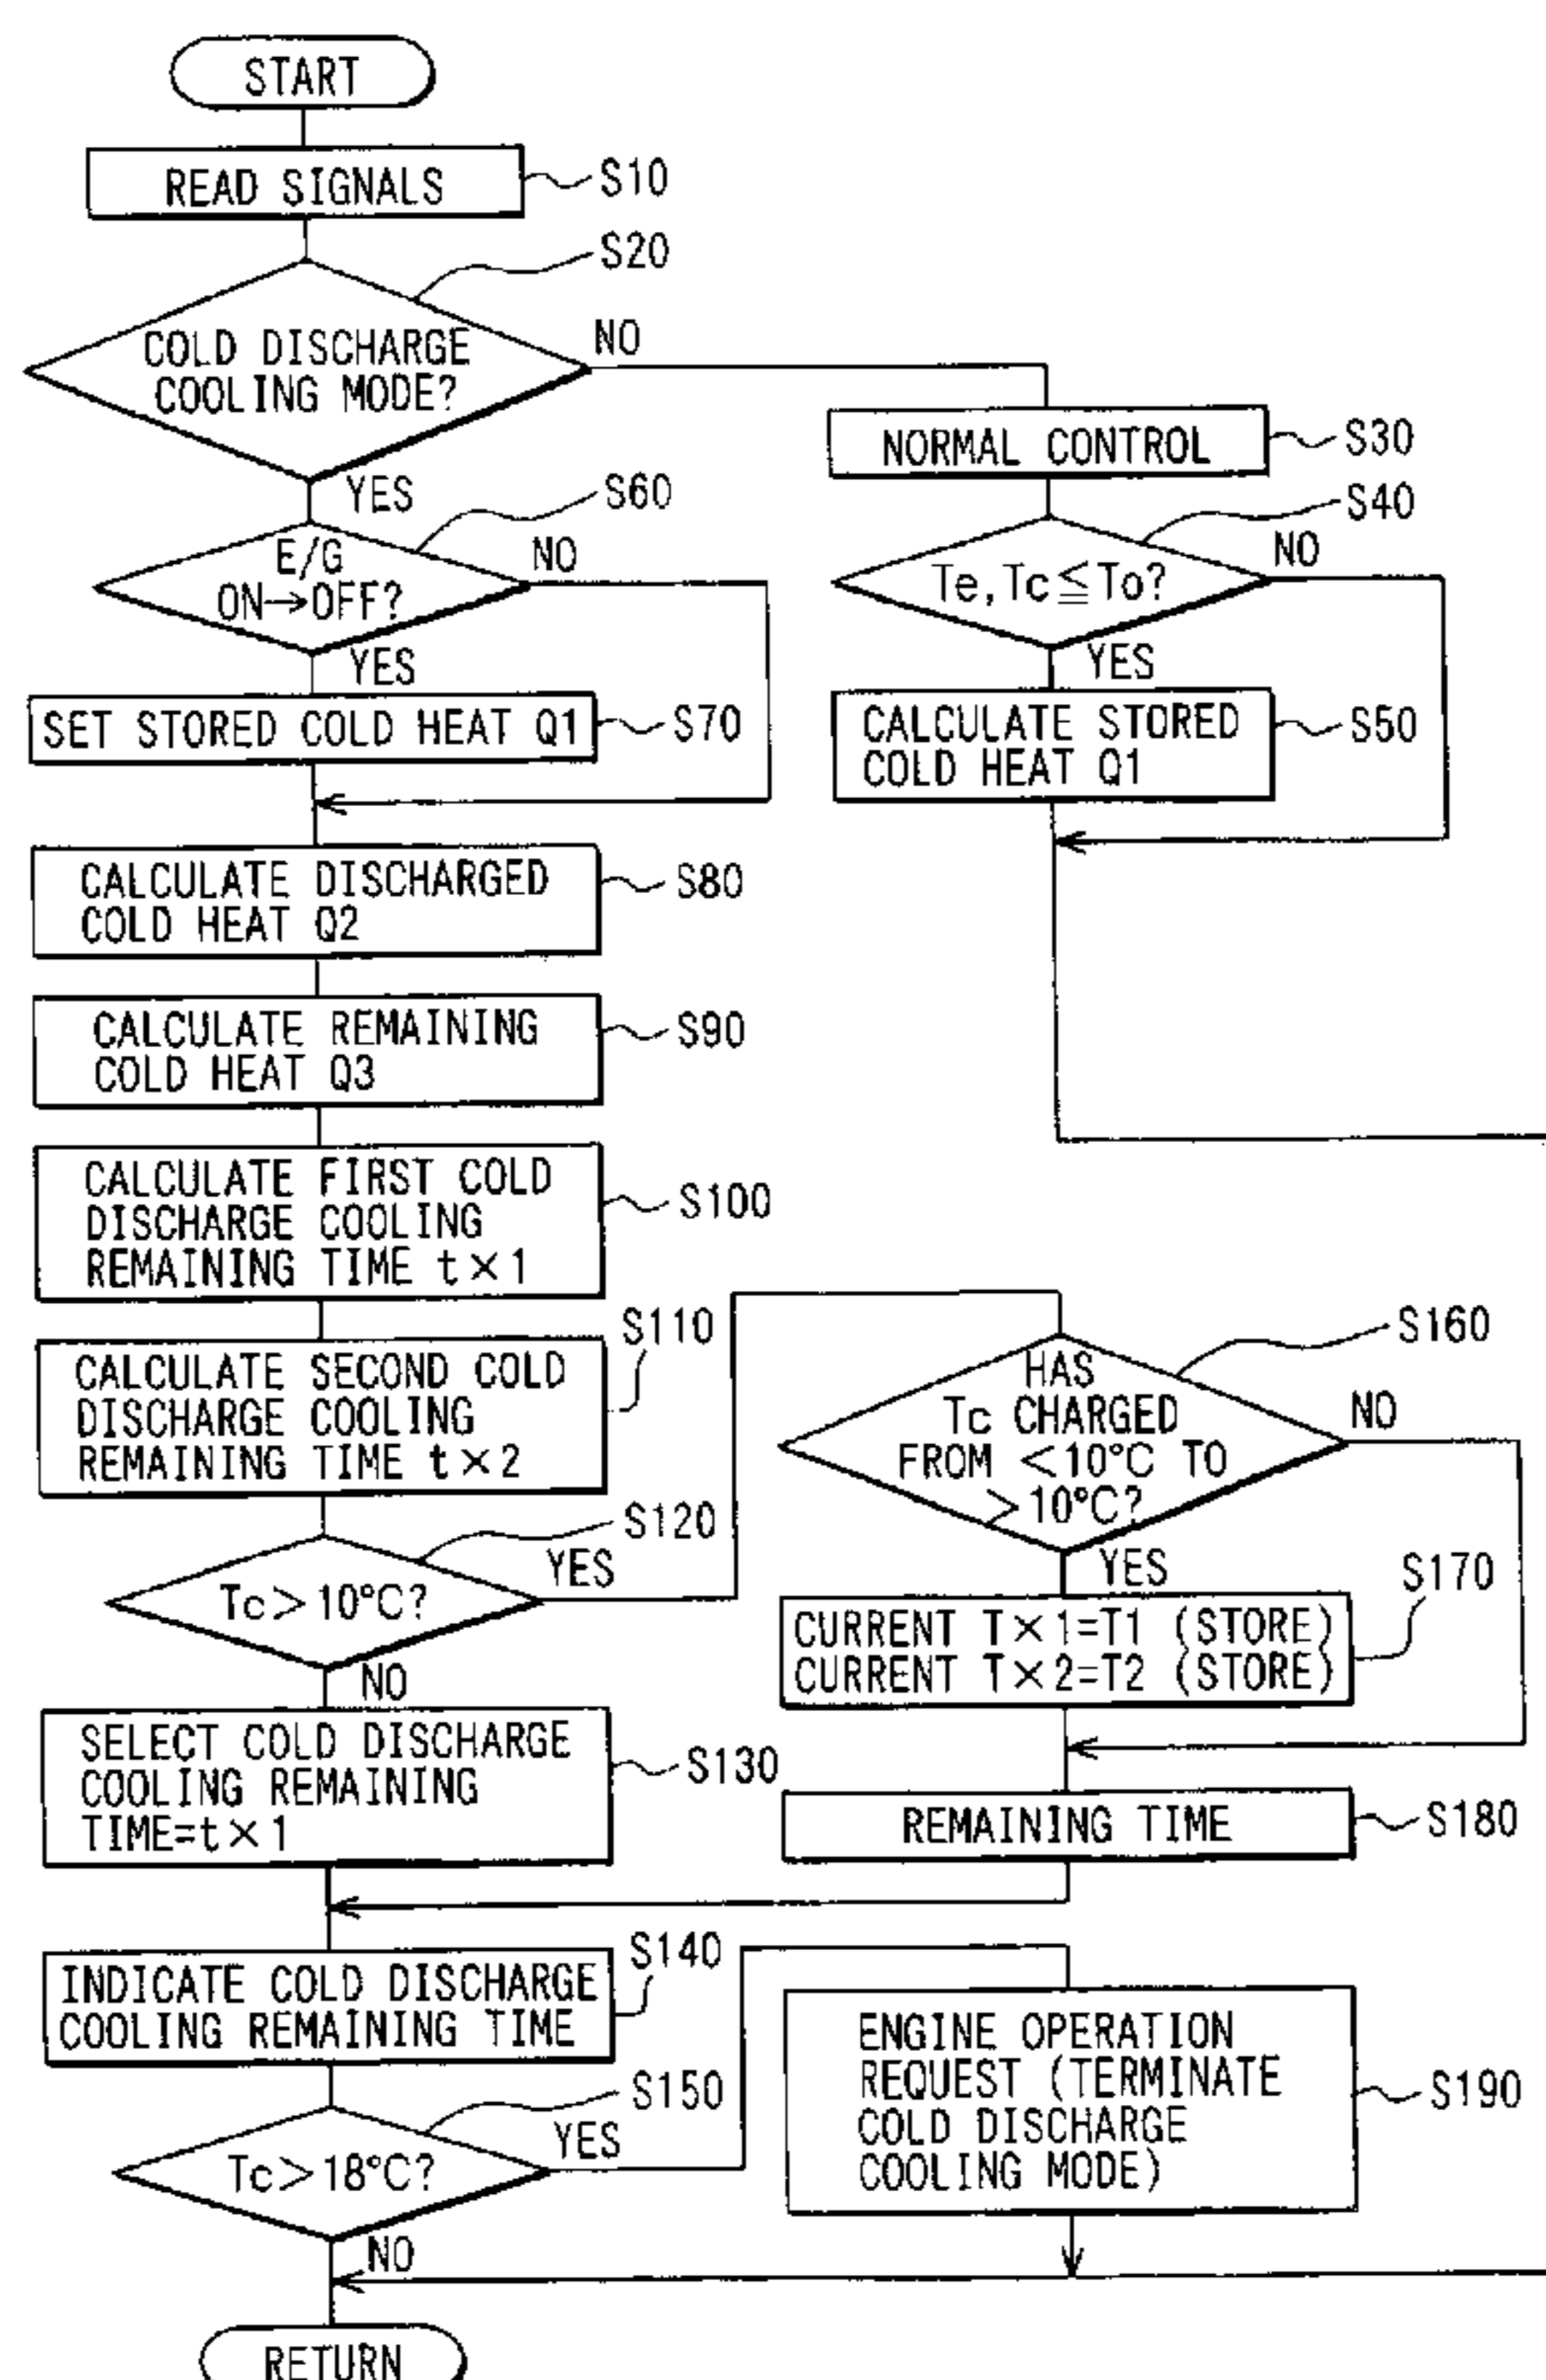 START
READ SIGNALS
S10
S20
COLD DISCHARGE
COOLING MODE?
NO
YES
NORMAL CONTROL
S30
S40
Te,Tc≦To?
NO
YES
CALCULATE STORED
COLD HEAT Q1
S50
S60
E/G
ON→OFF?
NO
YES
SET STORED COLD HEAT Q1
S70
CALCULATE DISCHARGED
COLD HEAT Q2
S80
CALCULATE REMAINING
COLD HEAT Q3
S90
CALCULATE FIRST COLD
DISCHARGE COOLING
REMAINING TIME t×1
S100
S110
CALCULATE SECOND COLD
DISCHARGE COOLING
REMAINING TIME t×2
S120
Tc>10°C?
YES
NO
S160
HAS
Tc CHARGED
FROM <10°C TO
>10°C?
NO
YES
S170
CURRENT T×1=T1 (STORE)
CURRENT T×2=T2 (STORE)
REMAINING TIME
S180
SELECT COLD DISCHARGE
COOLING REMAINING
TIME=t×1
S130
S140
INDICATE COLD DISCHARGE
COOLING REMAINING TIME
S150
Tc>18°C?
YES
NO
ENGINE OPERATION
REQUEST (TERMINATE
COLD DISCHARGE
COOLING MODE)
S190
RETURN